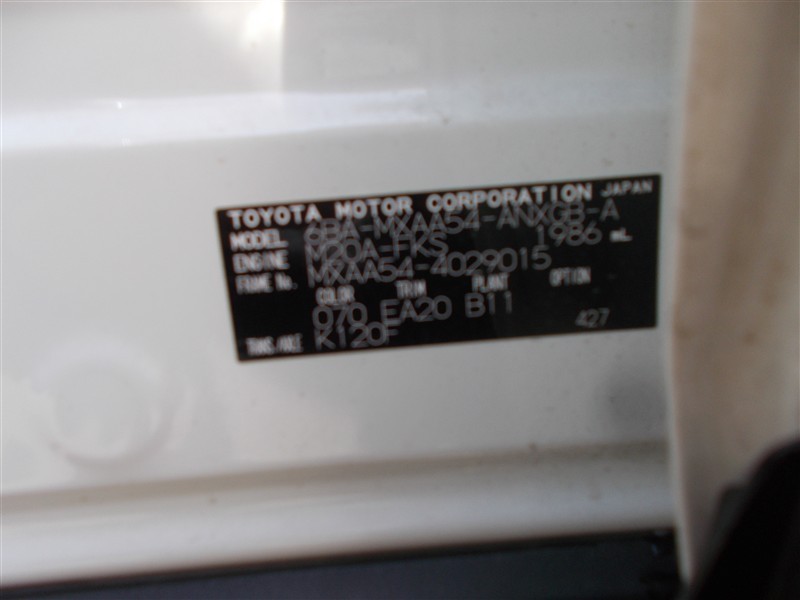 TOYOTA MOTOR CORPORATION JAPAN
MODEL 6BA-MXAA54-ANXGB-A
ENGINE M20A-FKS 1986 mL
FRAME No. MXAA54-4029015
COLOR TRIM PLANT OPTION
070 EA20 B11
TRANS/AXLE K120F 427